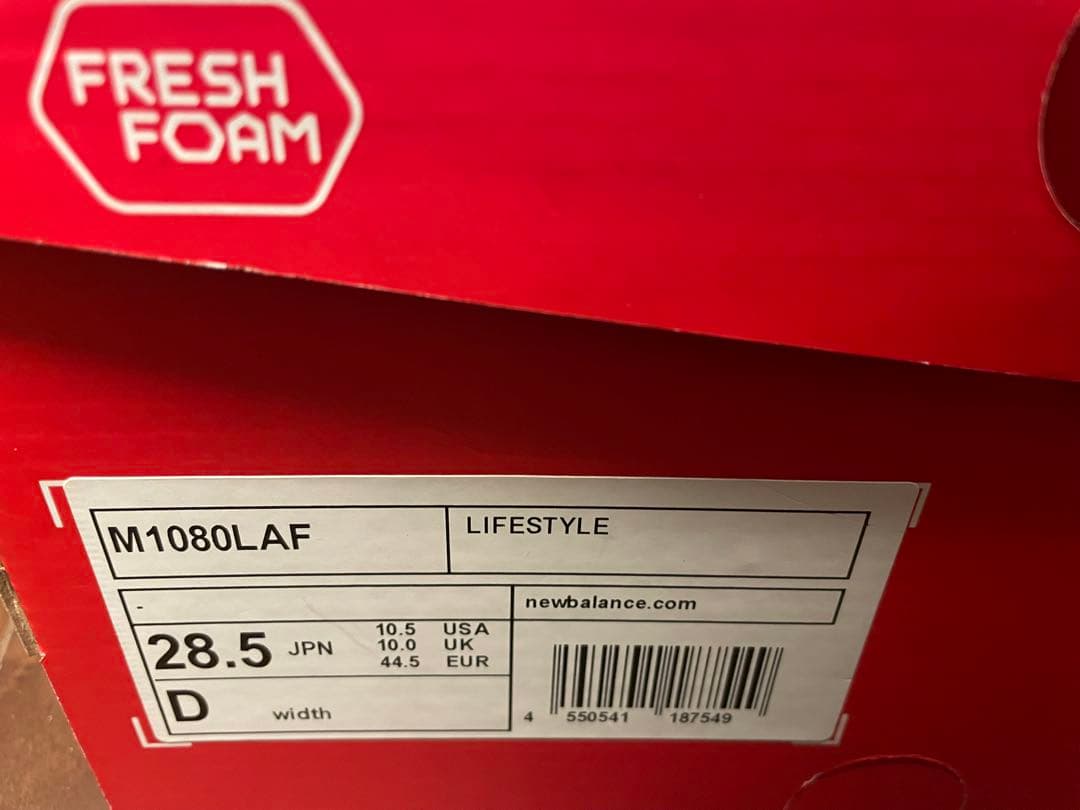 FRESH
FOAM
M1080LAF
LIFESTYLE
-
newbalance.com
28.5 JPN
10.5 USA
10.0 UK
44.5 EUR
D width
4 550541 187549